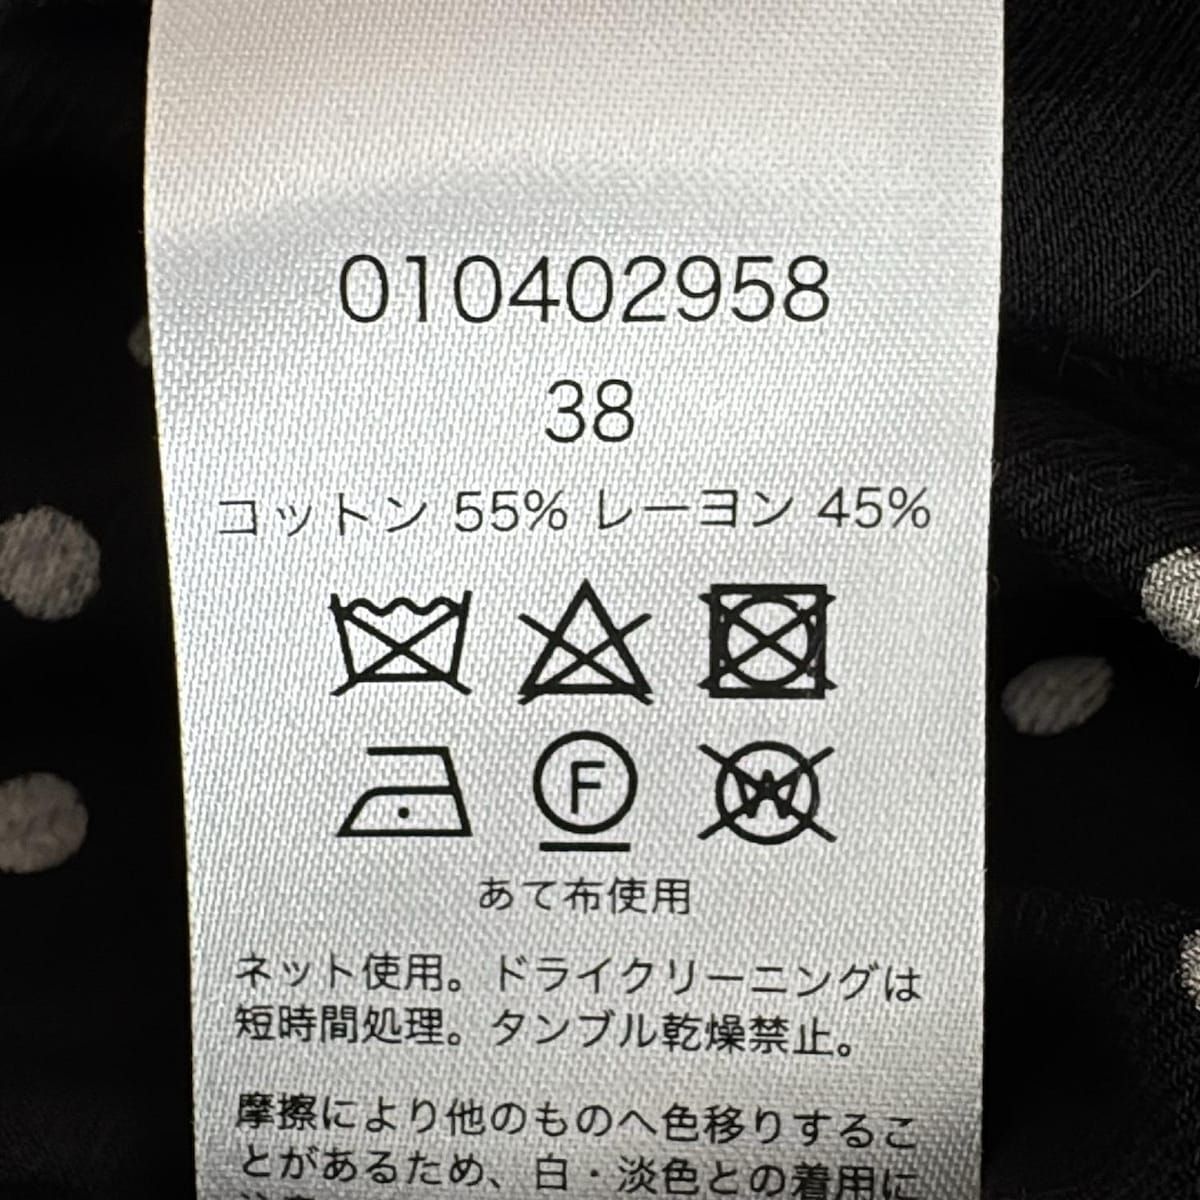 010402958
38
コットン 55% レーヨン 45%
F
W
あて布使用
ネット使用。ドライクリーニングは
短時間処理。タンブル乾燥禁止。
摩擦により他のものへ色移りするこ
とがあるため、白・淡色との着用に